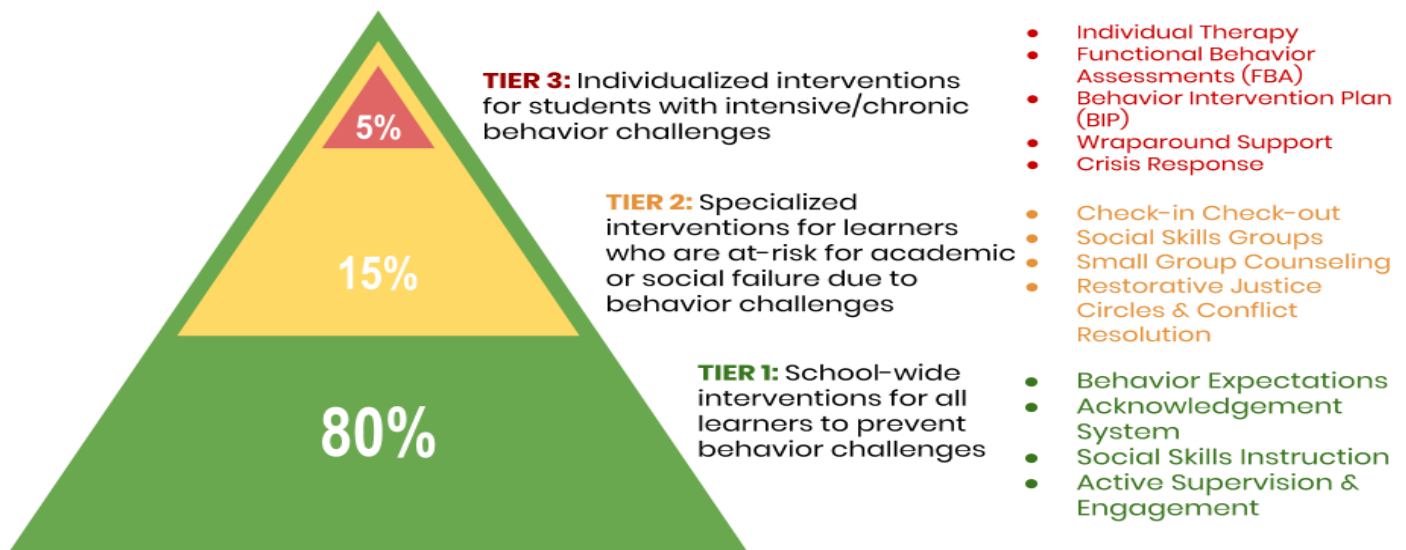 5%
15%
80%
TIER 3: Individualized interventions
for students with intensive/chronic
behavior challenges
• Individual Therapy
• Functional Behavior
Assessments (FBA)
• Behavior Intervention Plan
(BIP)
• Wraparound Support
• Crisis Response
TIER 2: Specialized
interventions for learners
who are at-risk for academic
or social failure due to
behavior challenges
• Check-in Check-out
• Social Skills Groups
• Small Group Counseling
• Restorative Justice
Circles & Conflict
Resolution
TIER 1: School-wide
interventions for all
learners to prevent
behavior challenges
• Behavior Expectations
• Acknowledgement
System
• Social Skills Instruction
• Active Supervision &
Engagement